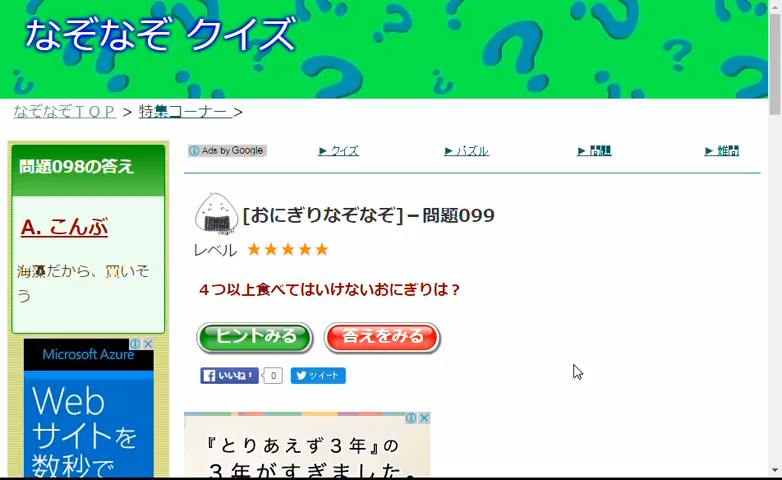 なぞなぞ クイズ
なぞなぞＴＯＰ > 特集コーナー >
問題098の答え
A. こんぶ
海藻だから、
いそ
う
Ads by Google
► クイズ
► パズル
► 問題
► 難問
[おにぎりなぞなぞ]－問題099
レベル ★★★★★
４つ以上食べてはいけないおにぎりは？
ヒントみる
答えをみる
いいね！
0
ツイート
Microsoft Azure
Web
サイトを
数秒で
『とりあえず３年』の
３年がすぎました。